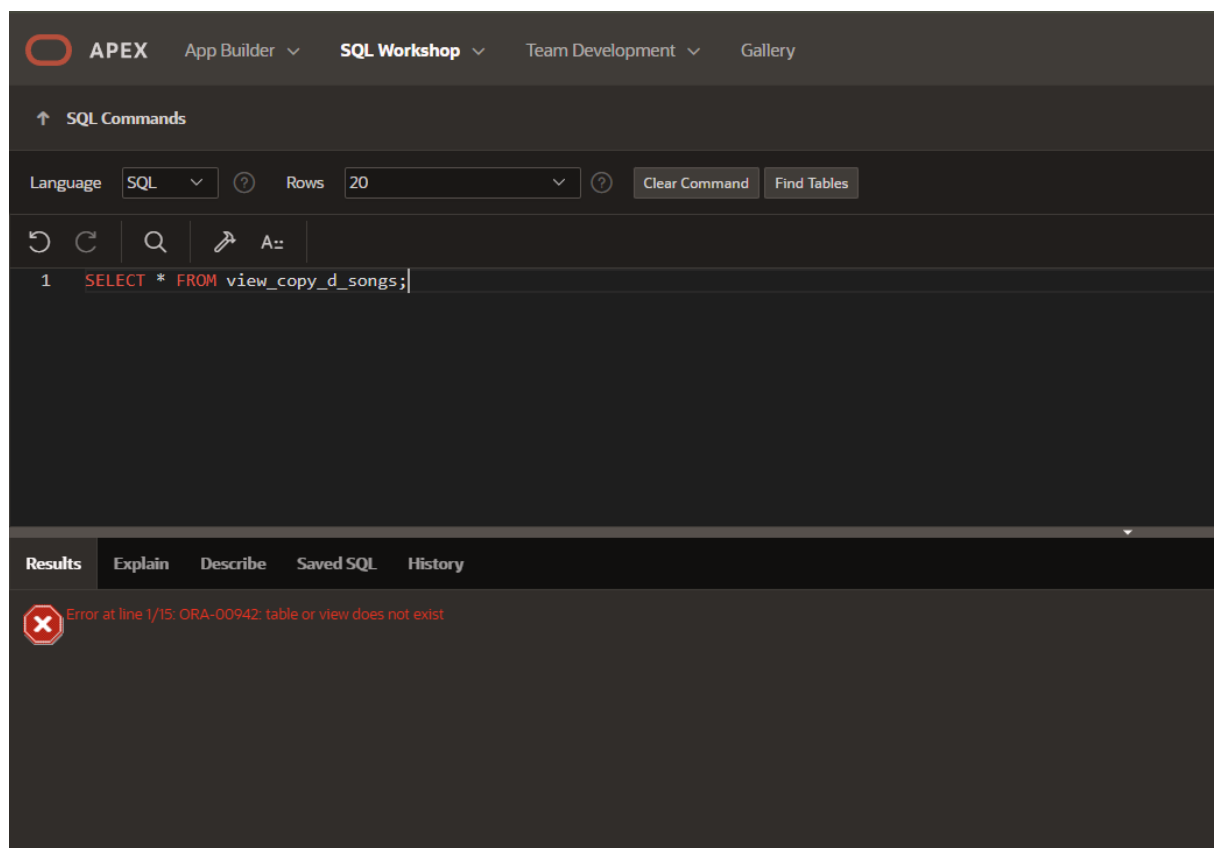 APEX App Builder SQL Workshop Team Development Gallery
SQL Commands
Language SQL Rows 20 Clear Command Find Tables
A
1 SELECT * FROM view_copy_d_songs;
Results Explain Describe Saved SQL History
Error at line 1/15: ORA-00942: table or view does not exist